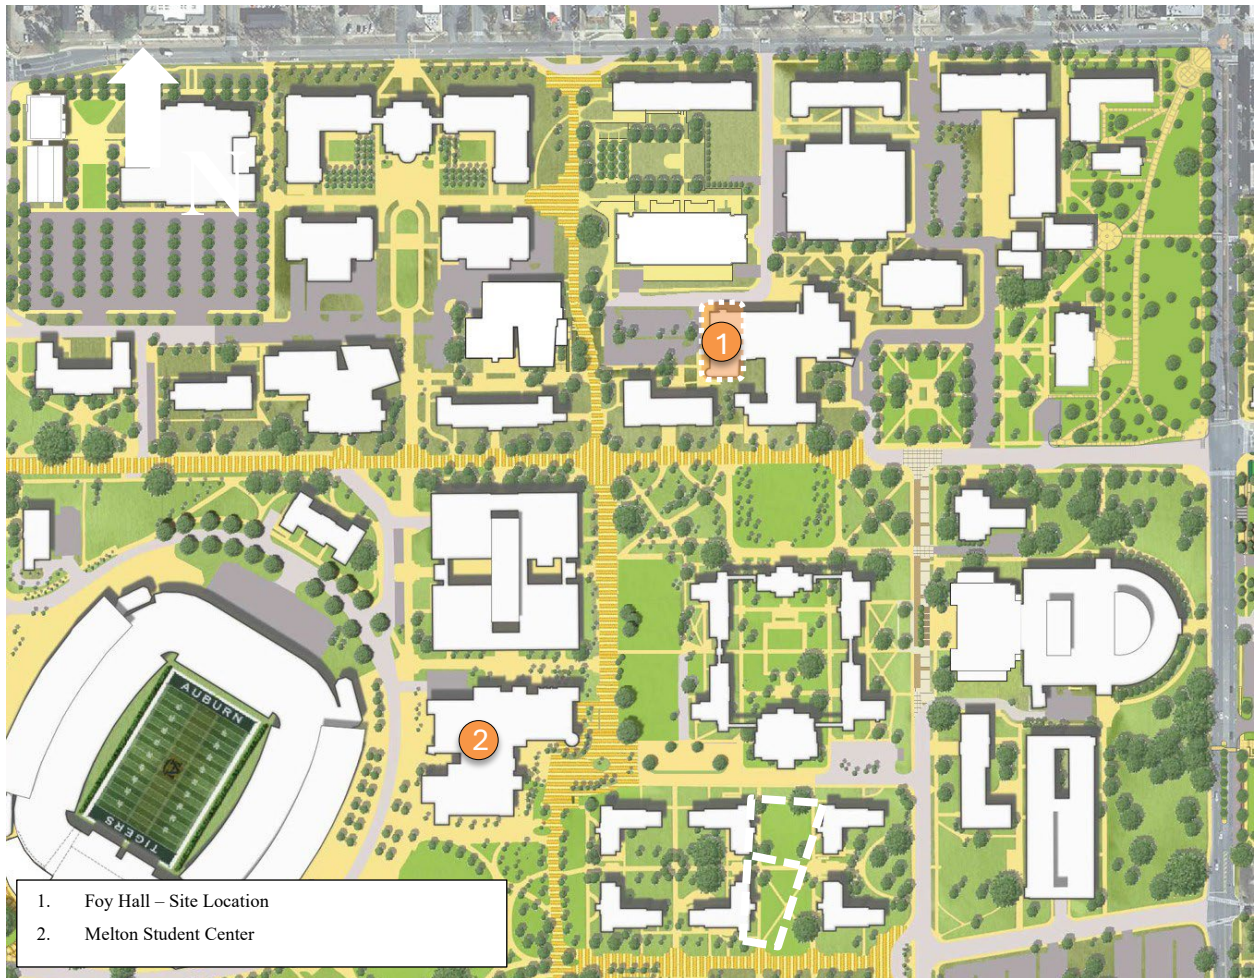 N
1
2
AUBURN
TIGERS
1. Foy Hall – Site Location
2. Melton Student Center